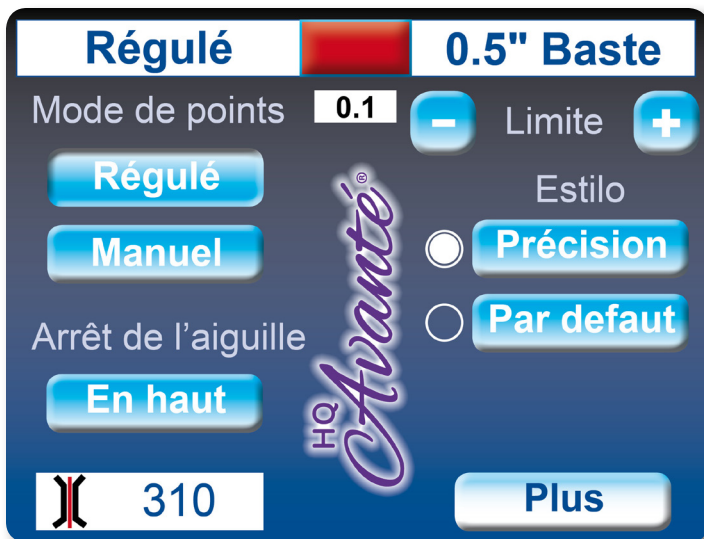 Régulé
0.5" Baste
Mode de points
0.1
- Limite +
Régulé
Estilo
Manuel
Précision
Par defaut
Arrêt de l’aiguille
En haut
HQ Avanté®
310
Plus